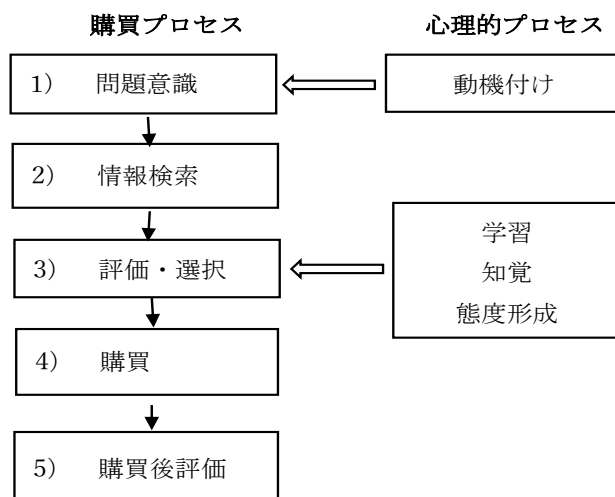 購買プロセス
心理的プロセス
1) 問題意識
動機付け
2) 情報検索
学習
知覚
態度形成
3) 評価・選択
4) 購買
5) 購買後評価